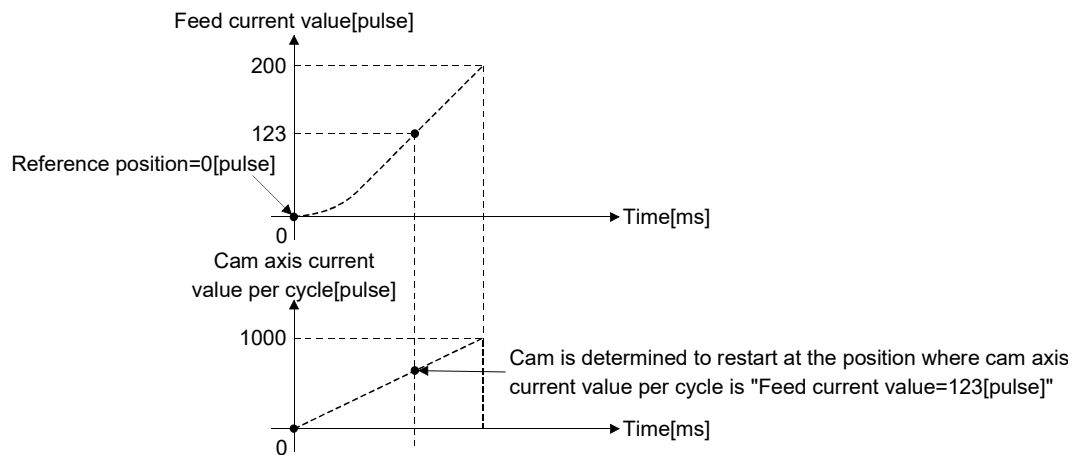 Feed current value[pulse]
200
123
Reference position=0[pulse]
Time[ms]
0
Cam axis current
value per cycle[pulse]
1000
Cam is determined to restart at the position where cam axis
current value per cycle is "Feed current value=123[pulse]"
Time[ms]
0